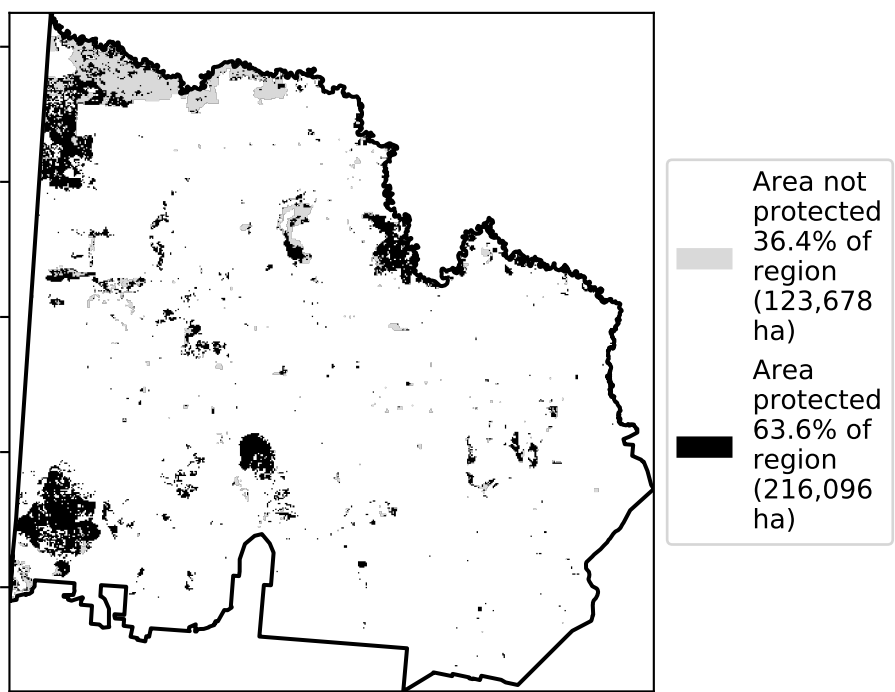 Area not
protected
36.4% of
region
(123,678
ha)
Area
protected
63.6% of
region
(216,096
ha)